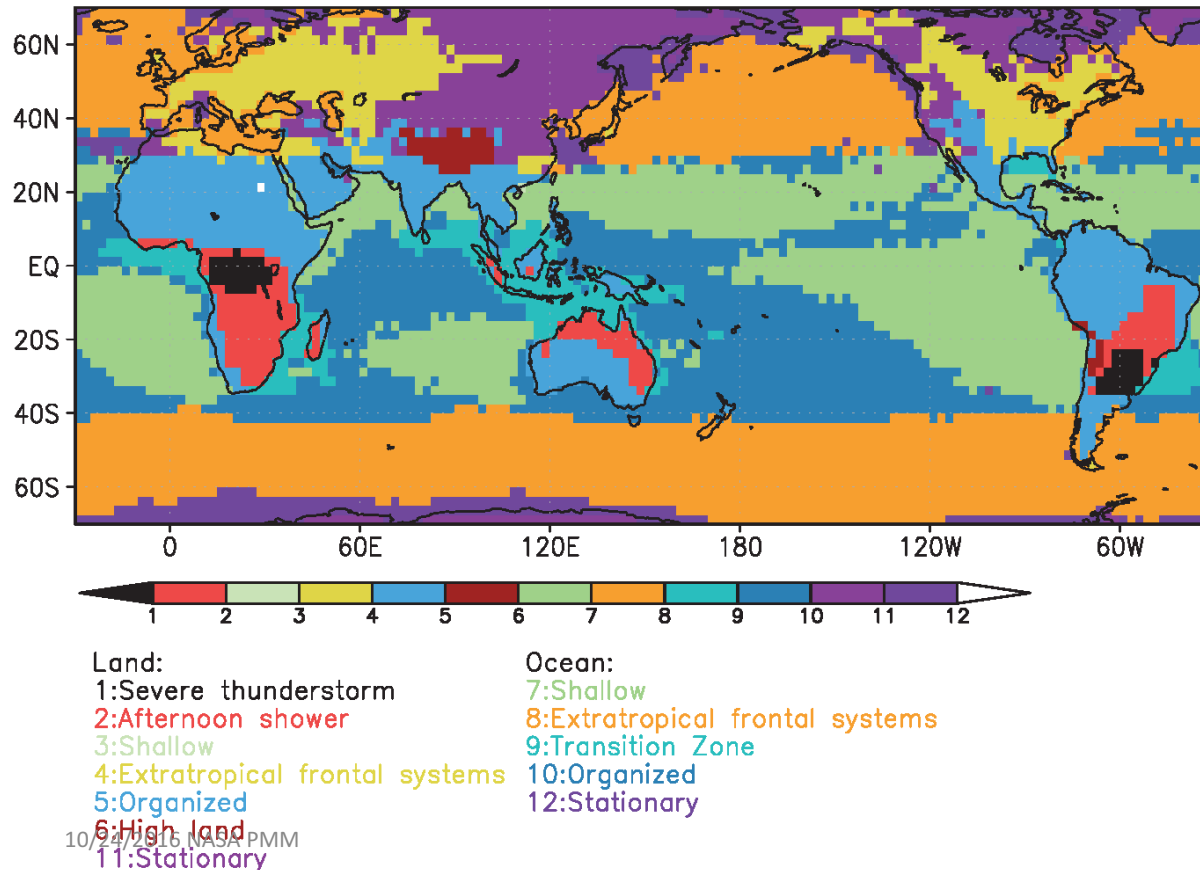 60N
40N
20N
EQ
20S
40S
60S
0 60E 120E 180 120W 60W
1 2 3 4 5 6 7 8 9 10 11 12
Land:
1:Severe thunderstorm
2:Afternoon shower
3:Shallow
4:Extratropical frontal systems
5:Organized
6:High land
11:Stationary
Ocean:
7:Shallow
8:Extratropical frontal systems
9:Transition Zone
10:Organized
12:Stationary
10/24/2016 NASA PMM